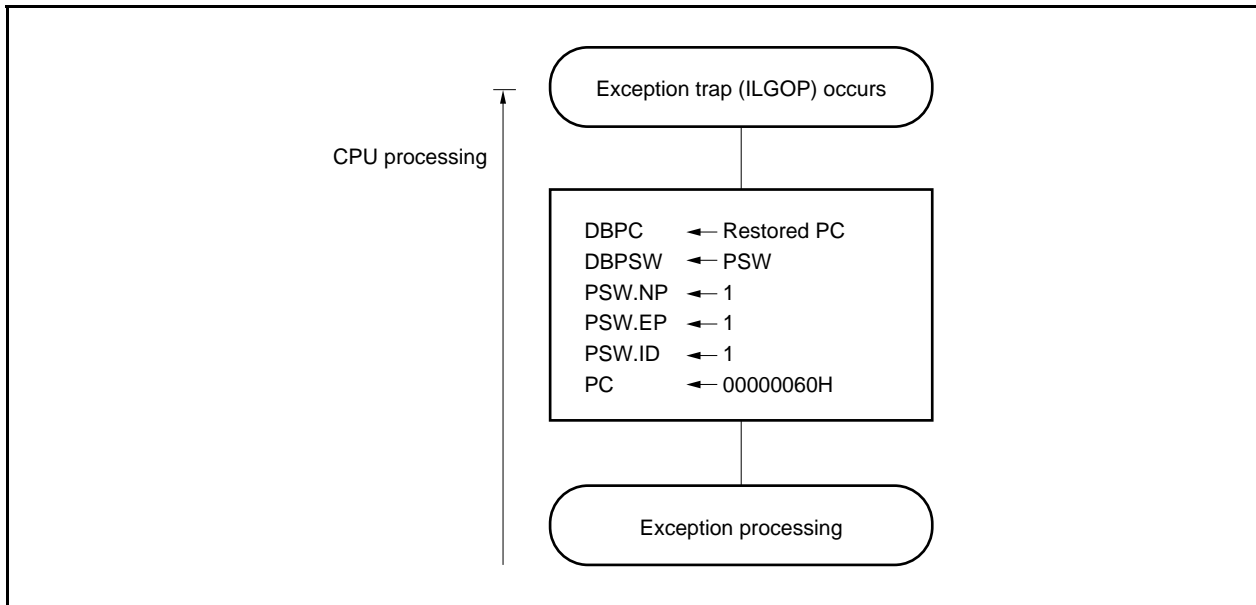 Exception trap (ILGOP) occurs
CPU processing
DBPC ← Restored PC
DBPSW ← PSW
PSW.NP ← 1
PSW.EP ← 1
PSW.ID ← 1
PC ← 00000060H
Exception processing